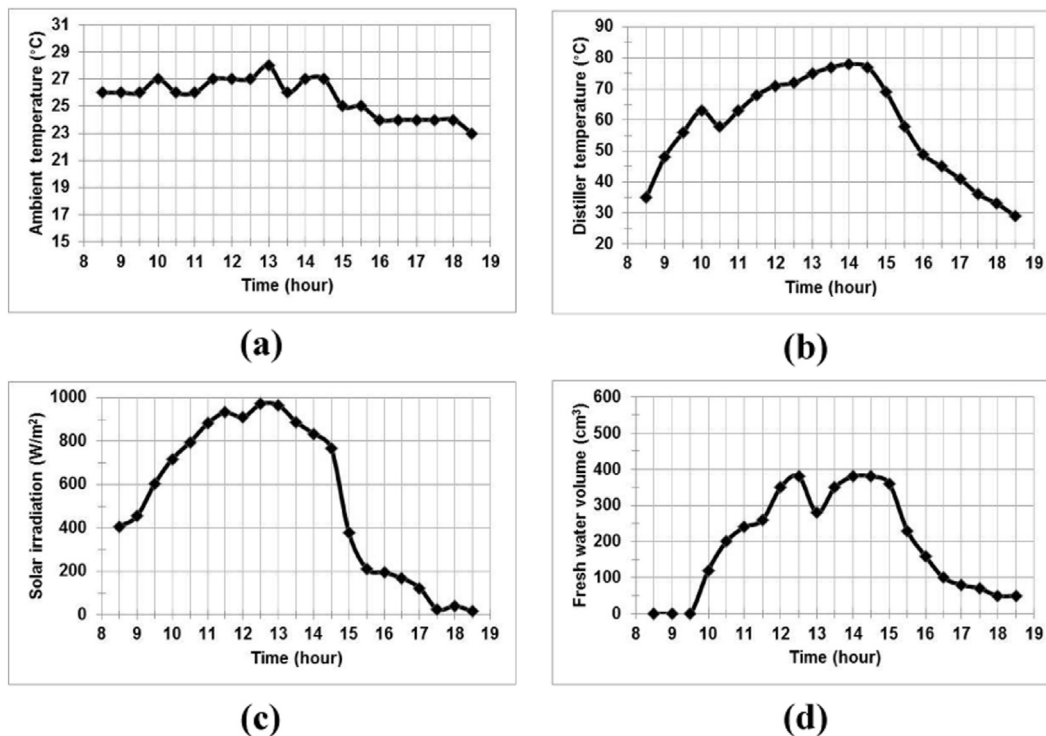 Ambient temperature (°C)
31
29
27
25
23
21
19
17
15
8 9 10 11 12 13 14 15 16 17 18 19
Time (hour)
(a)
Distiller temperature (°C)
90
80
70
60
50
40
30
20
8 9 10 11 12 13 14 15 16 17 18 19
Time (hour)
(b)
Solar irradiation (W/m²)
1000
800
600
400
200
0
8 9 10 11 12 13 14 15 16 17 18 19
Time (hour)
(c)
Fresh water volume (cm³)
600
500
400
300
200
100
0
8 9 10 11 12 13 14 15 16 17 18 19
Time (hour)
(d)